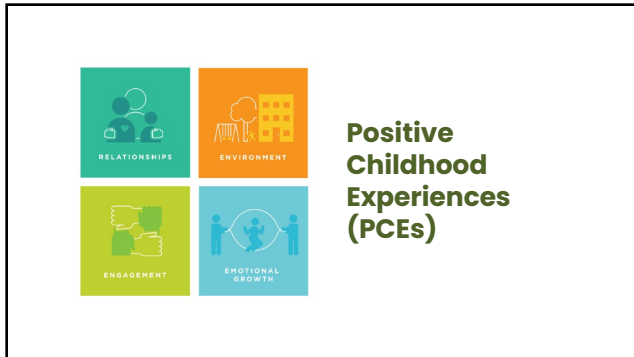 RELATIONSHIPS
ENVIRONMENT
ENGAGEMENT
EMOTIONAL
GROWTH
Positive
Childhood
Experiences
(PCEs)